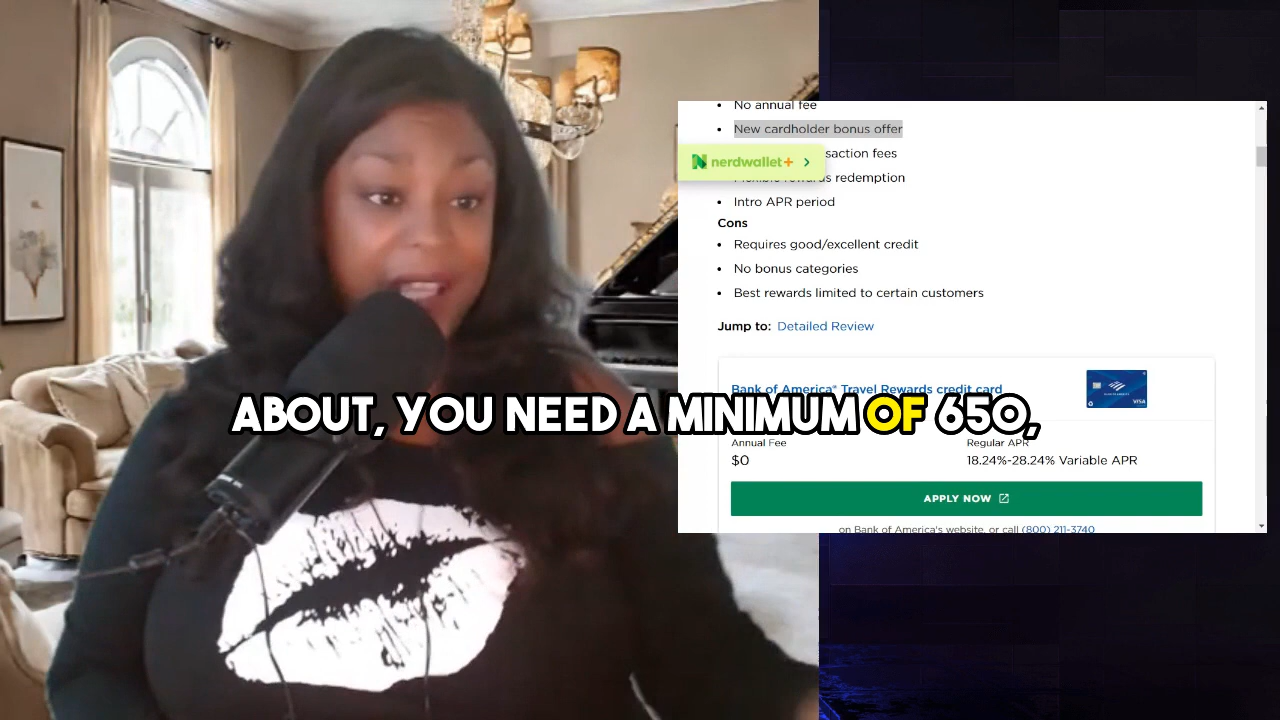 No annual fee
New cardholder bonus offer
nerdwallet+
saction fees
redemption
Intro APR period
Cons
Requires good/excellent credit
No bonus categories
Best rewards limited to certain customers
Jump to: Detailed Review
Bank of America® Travel Rewards credit card
VISA
ABOUT, YOU NEED A MINIMUM OF 650,
Annual Fee
Regular APR
$0
18.24%-28.24% Variable APR
APPLY NOW
on Bank of America's website, or call (800) 211-3740